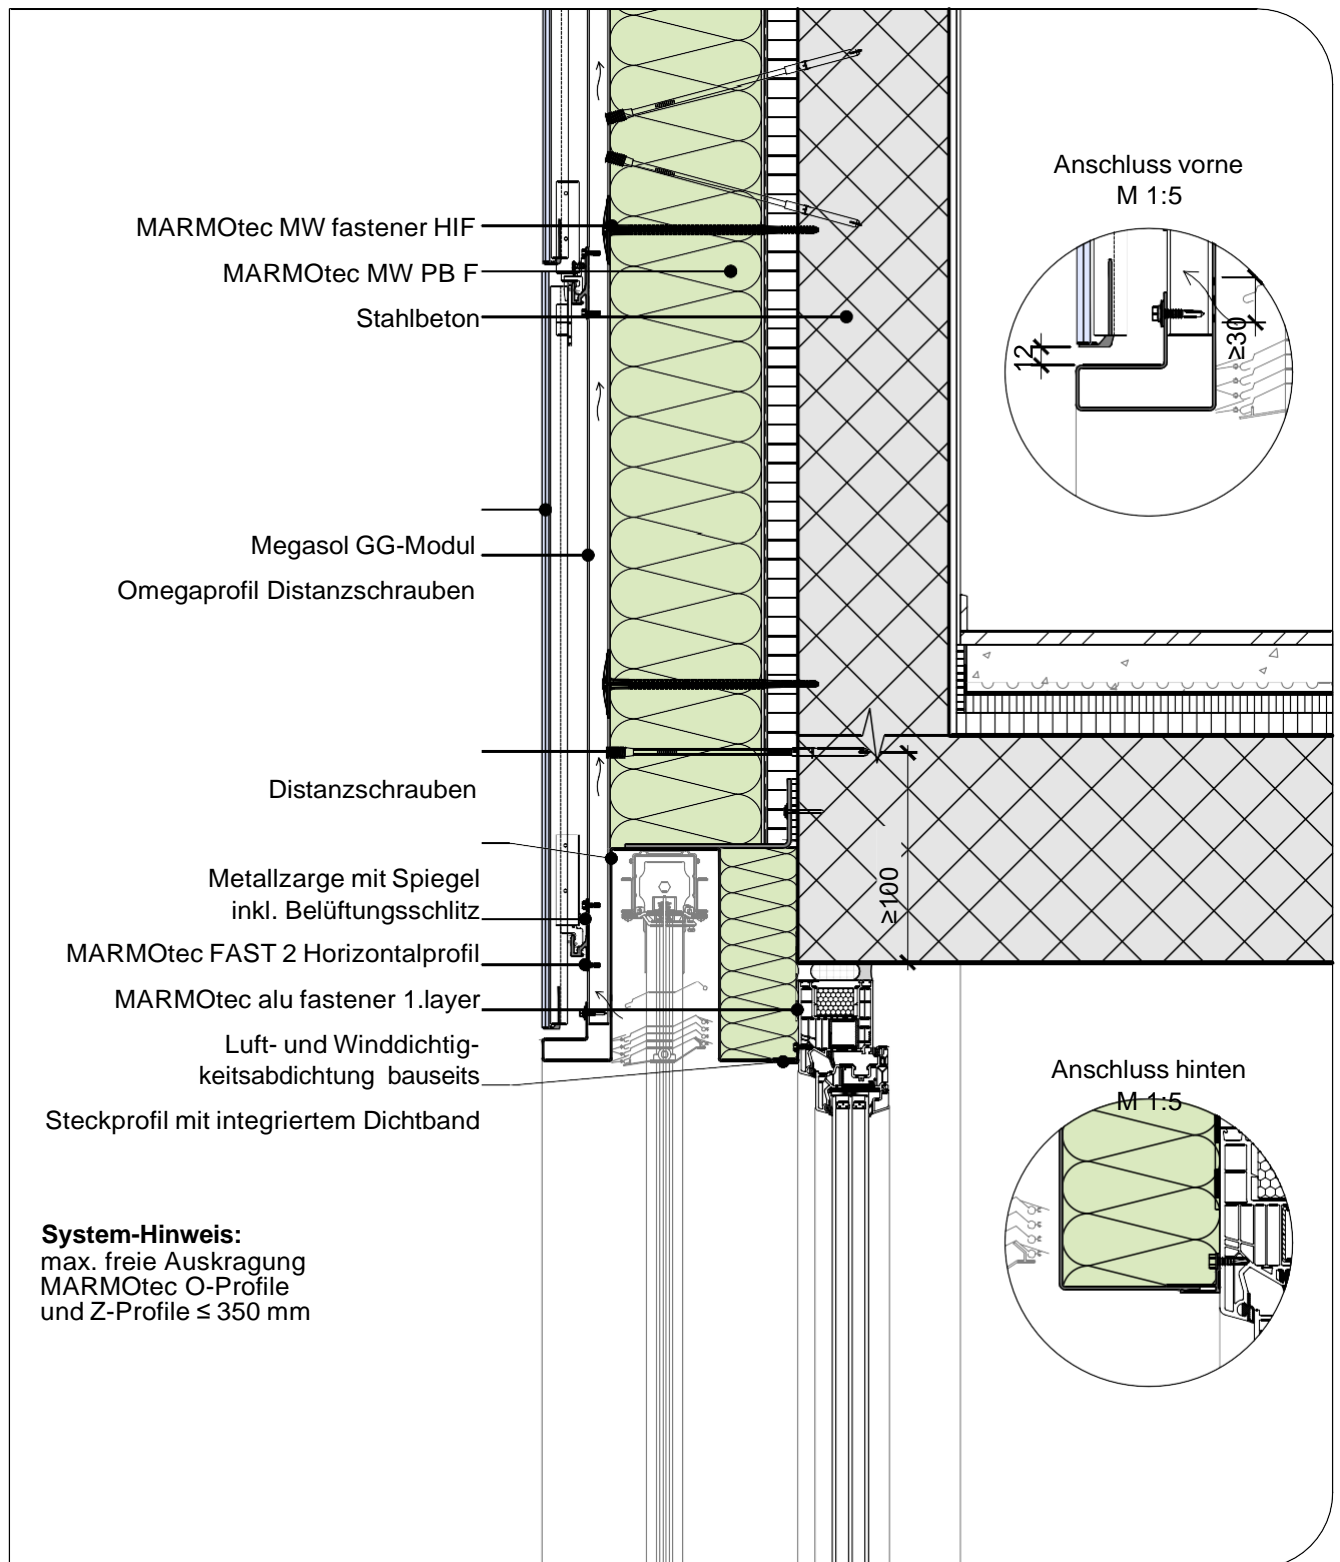 MARMOtec MW fastener HIF
MARMOtec MW PB F
Stahlbeton
Megasol GG-Modul
Omegaprofil Distanzschrauben
Distanzschrauben
Metallzarge mit Spiegel
inkl. Belüftungsschlitz
MARMOtec FAST 2 Horizontalprofil
MARMOtec alu fastener 1.layer
Luft- und Winddichtig-
keitsabdichtung bauseits
Steckprofil mit integriertem Dichtband
System-Hinweis:
max. freie Auskragung
MARMOtec O-Profile
und Z-Profile ≤ 350 mm
≥100
Anschluss vorne
M 1:5
12
≥30
Anschluss hinten
M 1:5